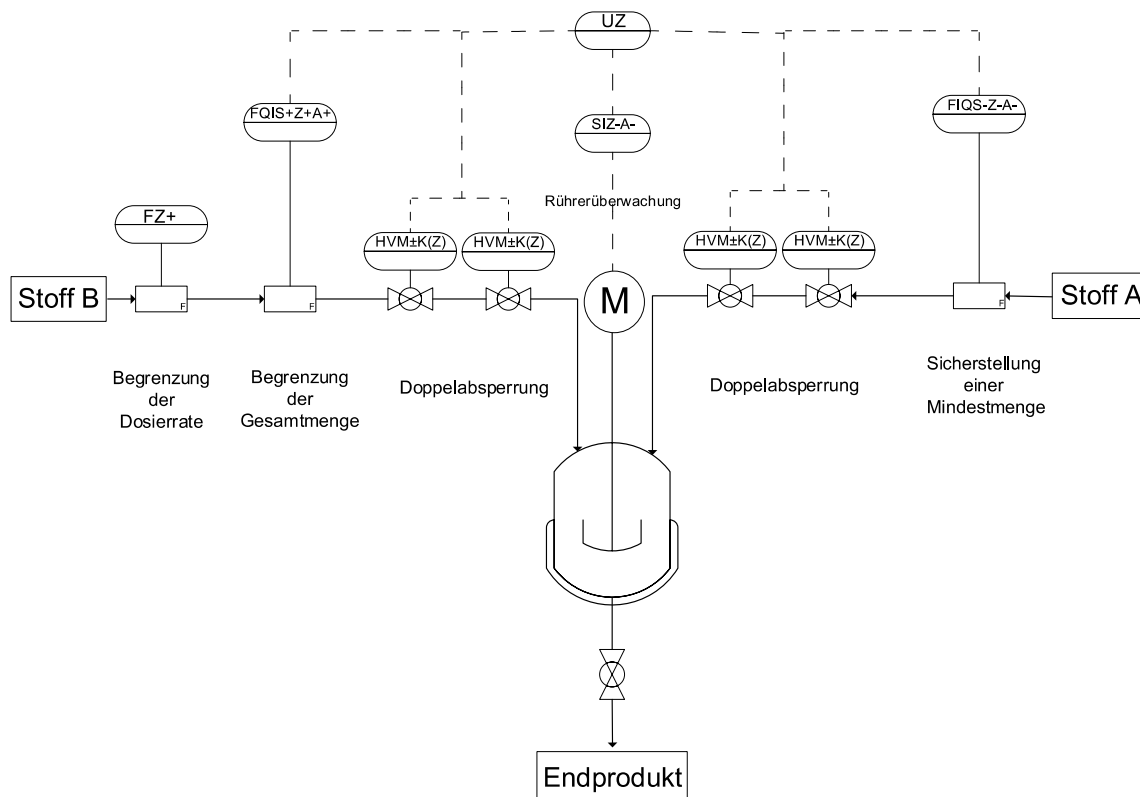 UZ
FQIS+Z+A+
SIZ-A-
FIQS-Z-A-
Rührerüberwachung
FZ+
HVM±K(Z)
HVM±K(Z)
HVM±K(Z)
HVM±K(Z)
Stoff B
F
F
M
F
Stoff A
Begrenzung
der
Dosierrate
Begrenzung
der
Gesamtmenge
Doppelabsperrung
Doppelabsperrung
Sicherstellung
einer
Mindestmenge
Endprodukt